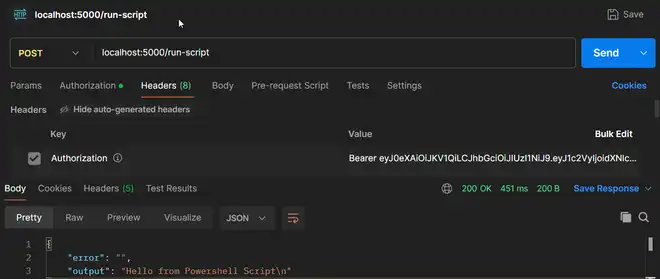 HTTP localhost:5000/run-script Save
POST localhost:5000/run-script Send
Params Authorization Headers (8) Body Pre-request Script Tests Settings Cookies
Headers Hide auto-generated headers
Key Value Bulk Edit
Authorization Bearer eyJ0eXAiOiJKV1QiLCJhbGciOiJIUzI1NiJ9.eyJ1c2VyIjoidXNlc...
Body Cookies Headers (5) Test Results 200 OK 451 ms 200 B Save Response
Pretty Raw Preview Visualize JSON
1 {
2 "error": "",
3 "output": "Hello from Powershell Script\n"